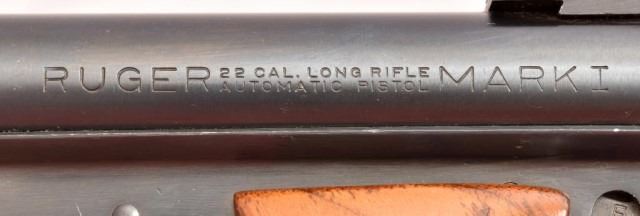 RUGER 22 CAL. LONG RIFLE MARK I
AUTOMATIC PISTOL